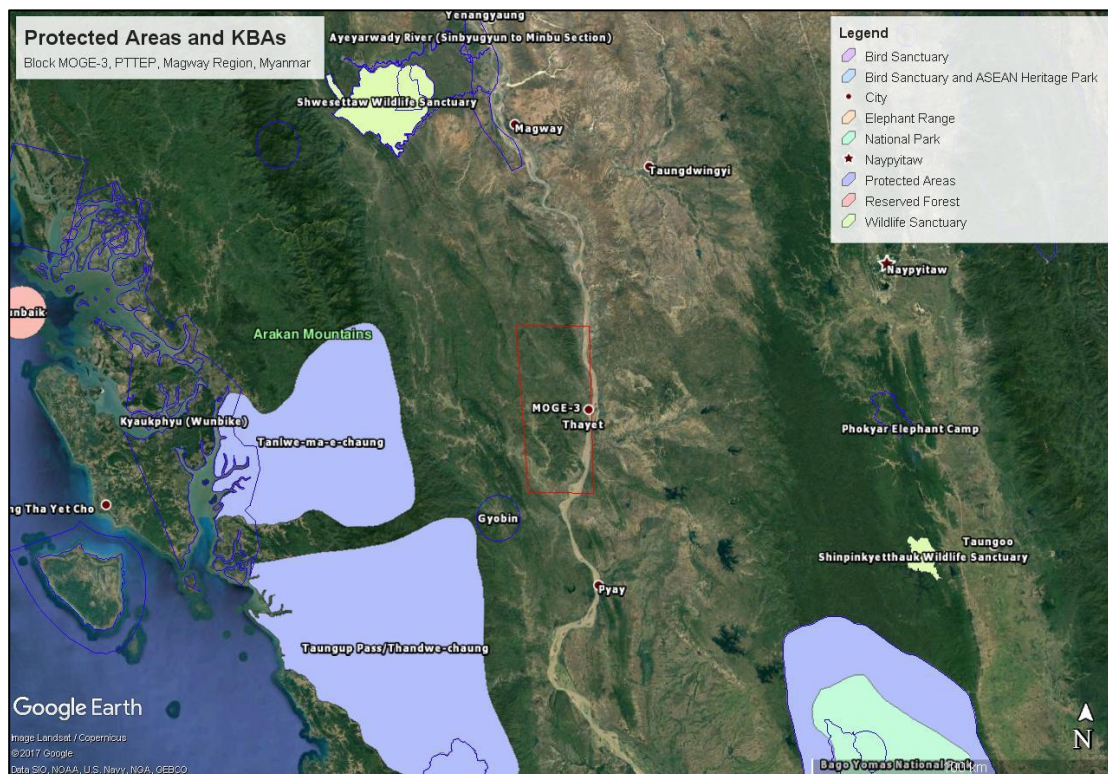 Protected Areas and KBAs
Block MOGE-3, PTTEP, Magway Region, Myanmar
Legend
Bird Sanctuary
Bird Sanctuary and ASEAN Heritage Park
City
Elephant Range
National Park
Naypyitaw
Protected Areas
Reserved Forest
Wildlife Sanctuary
Yenangyaung
Ayeyarwady River (Sinbyugyun to Minbu Section)
Shwesettaw Wildlife Sanctuary
Magway
Taungdwingyi
Naypyitaw
unbaik
Arakan Mountains
MOGE-3
Thayet
Kyaukphyu (Wunbike)
Tanlwe-ma-e-chaung
Phokyar Elephant Camp
ng Tha Yet Cho
Gyobin
Taungoo
Shinpinkyetthauk Wildlife Sanctuary
Pyay
Taungup Pass/Thandwe-chaung
Google Earth
Image Landsat / Copernicus
©2017 Google
Data SIO, NOAA, U.S. Navy, NGA, GEBCO
Bago Yomas National Park
N